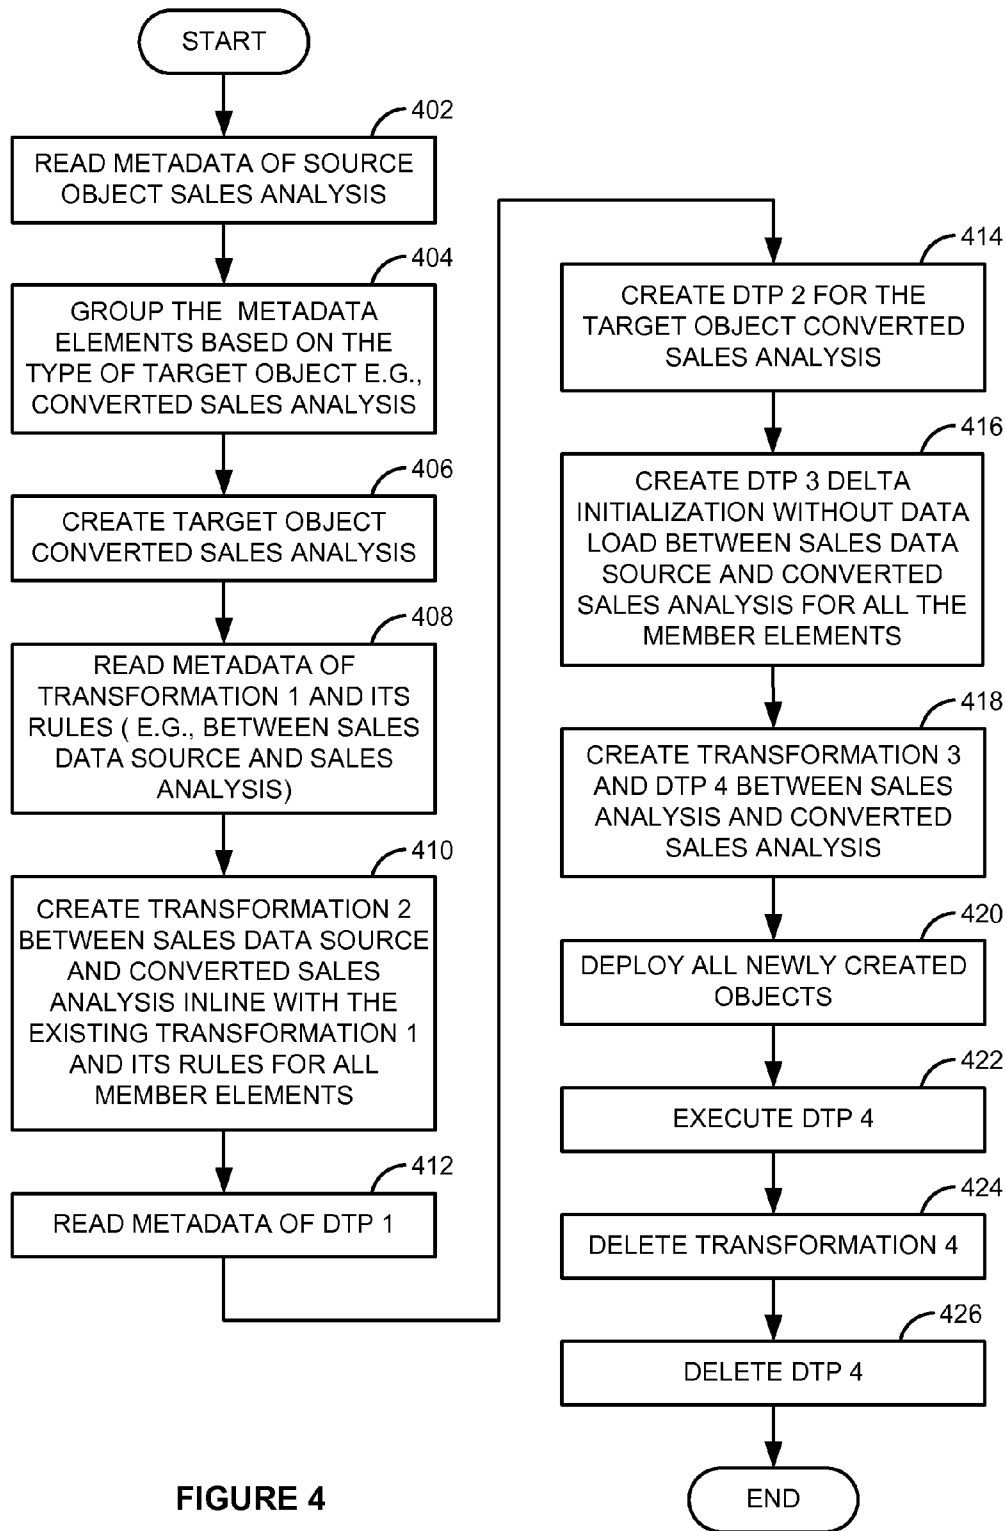 START
402
READ METADATA OF SOURCE
OBJECT SALES ANALYSIS
404
GROUP THE METADATA
ELEMENTS BASED ON THE
TYPE OF TARGET OBJECT E.G.,
CONVERTED SALES ANALYSIS
406
CREATE TARGET OBJECT
CONVERTED SALES ANALYSIS
408
READ METADATA OF
TRANSFORMATION 1 AND ITS
RULES ( E.G., BETWEEN SALES
DATA SOURCE AND SALES
ANALYSIS)
410
CREATE TRANSFORMATION 2
BETWEEN SALES DATA SOURCE
AND CONVERTED SALES
ANALYSIS INLINE WITH THE
EXISTING TRANSFORMATION 1
AND ITS RULES FOR ALL
MEMBER ELEMENTS
412
READ METADATA OF DTP 1
414
CREATE DTP 2 FOR THE
TARGET OBJECT CONVERTED
SALES ANALYSIS
416
CREATE DTP 3 DELTA
INITIALIZATION WITHOUT DATA
LOAD BETWEEN SALES DATA
SOURCE AND CONVERTED
SALES ANALYSIS FOR ALL THE
MEMBER ELEMENTS
418
CREATE TRANSFORMATION 3
AND DTP 4 BETWEEN SALES
ANALYSIS AND CONVERTED
SALES ANALYSIS
420
DEPLOY ALL NEWLY CREATED
OBJECTS
422
EXECUTE DTP 4
424
DELETE TRANSFORMATION 4
426
DELETE DTP 4
END
FIGURE 4